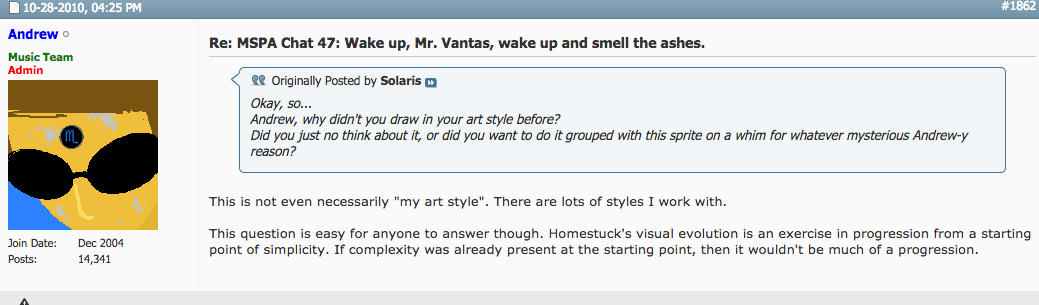 10-28-2010, 04:25 PM
#1862
Andrew
Music Team
Admin
Join Date: Dec 2004
Posts: 14,341
Re: MSPA Chat 47: Wake up, Mr. Vantas, wake up and smell the ashes.
Originally Posted by Solaris
Okay, so...
Andrew, why didn't you draw in your art style before?
Did you just no think about it, or did you want to do it grouped with this sprite on a whim for whatever mysterious Andrew-y
reason?
This is not even necessarily "my art style". There are lots of styles I work with.
This question is easy for anyone to answer though. Homestuck's visual evolution is an exercise in progression from a starting
point of simplicity. If complexity was already present at the starting point, then it wouldn't be much of a progression.